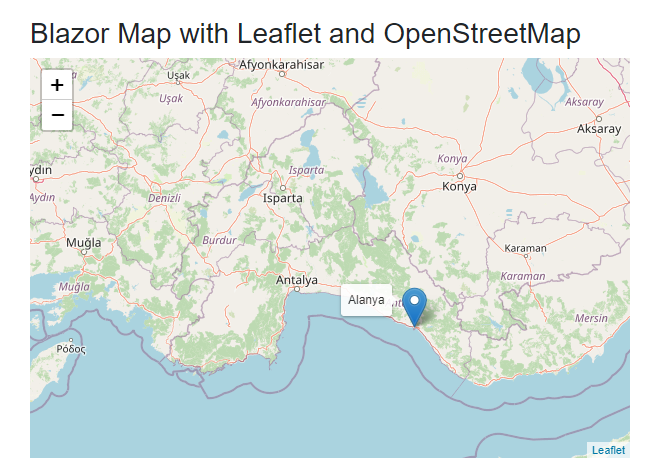 Blazor Map with Leaflet and OpenStreetMap
+
−
Afyonkarahisar
Uşak
Uşak
Afyonkarahisar
Aksaray
Aksaray
Konya
Konya
Isparta
Isparta
ydın
Aydın
Denizli
Burdur
Muğla
Muğla
Karaman
Karaman
Antalya
Alanya
Mersin
Ρόδος
Leaflet